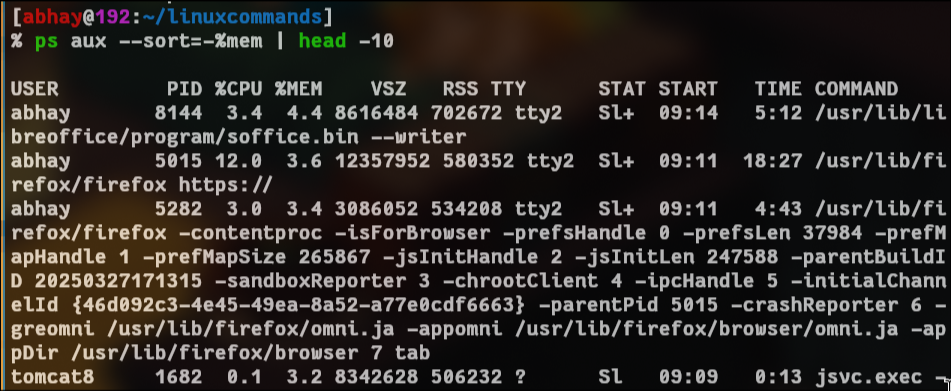 [abhay@192:~/linuxcommands]
% ps aux --sort=-%mem | head -10
USER         PID %CPU %MEM    VSZ   RSS TTY      STAT START   TIME COMMAND
abhay       8144  3.4  4.4 8616484 702672 tty2   Sl+  09:14   5:12 /usr/lib/li
breoffice/program/soffice.bin --writer
abhay       5015 12.0  3.6 12357952 580352 tty2  Sl+  09:11  18:27 /usr/lib/fi
refox/firefox https://
abhay       5282  3.0  3.4 3086052 534208 tty2   Sl+  09:11   4:43 /usr/lib/fi
refox/firefox -contentproc -isForBrowser -prefsHandle 0 -prefsLen 37984 -prefM
apHandle 1 -prefMapSize 265867 -jsInitHandle 2 -jsInitLen 247588 -parentBuildI
D 20250327171315 -sandboxReporter 3 -chrootClient 4 -ipcHandle 5 -initialChann
elId {46d092c3-4e45-49ea-8a52-a77e0cdf6663} -parentPid 5015 -crashReporter 6 -
greomni /usr/lib/firefox/omni.ja -appomni /usr/lib/firefox/browser/omni.ja -ap
pDir /usr/lib/firefox/browser 7 tab
tomcat8     1682  0.1  3.2 8342628 506232 ?      Sl   09:09   0:13 jsvc.exec -